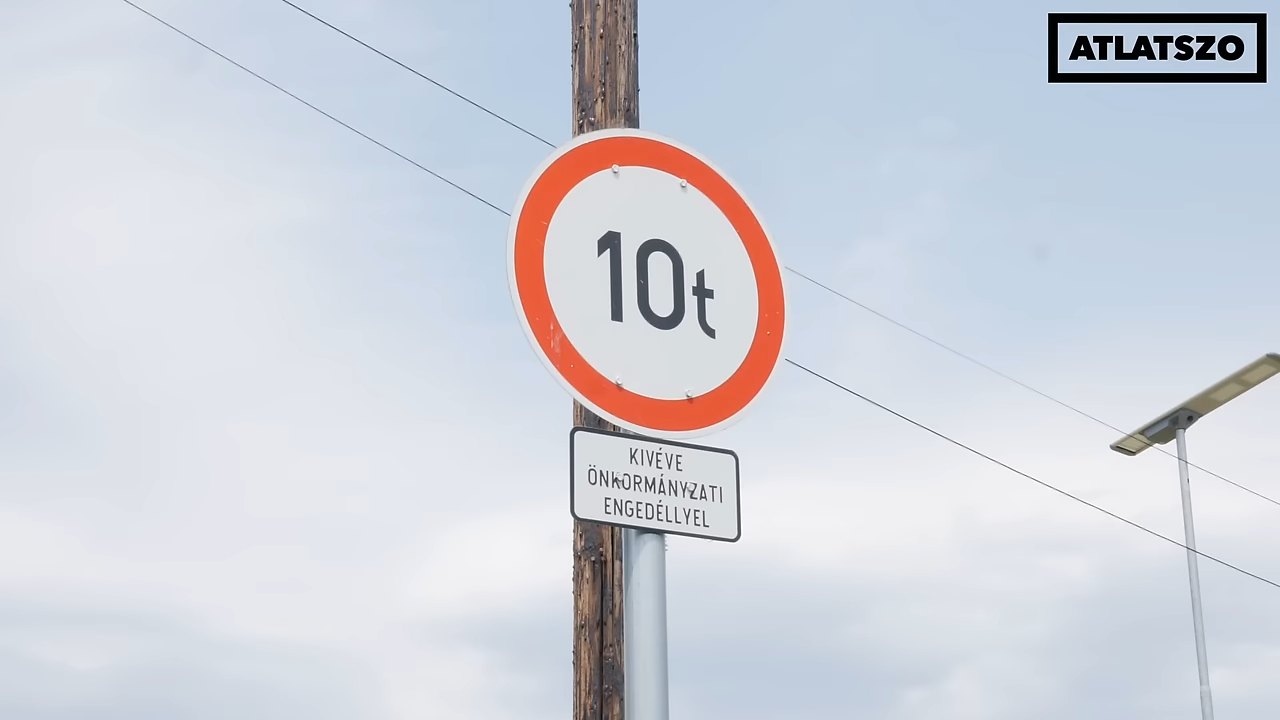 ATLATSZO
10t
KIVÉVE
ÖNKORMÁNYZATI
ENGEDÉLLYEL